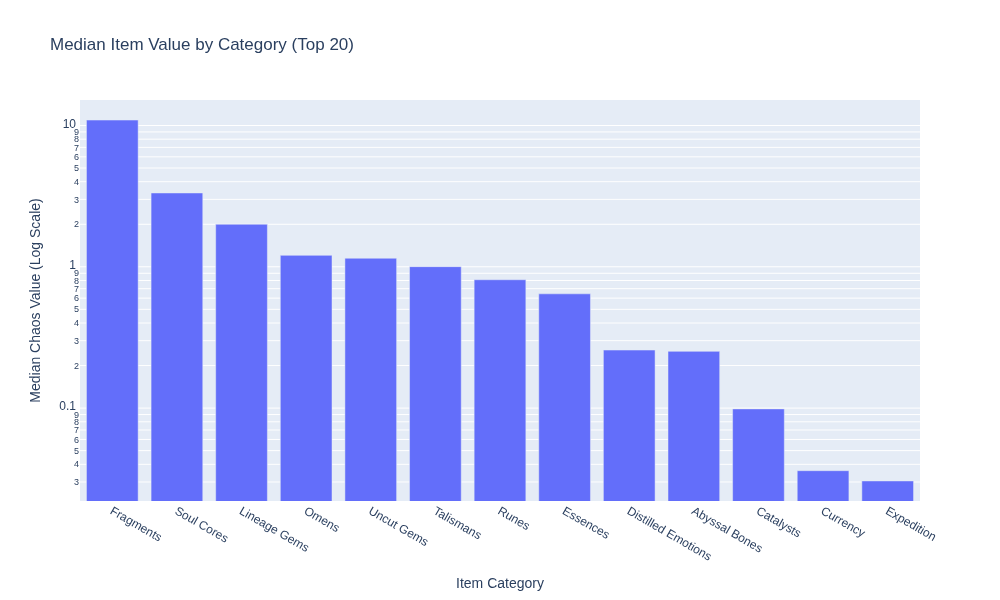 Median Item Value by Category (Top 20)
Median Chaos Value (Log Scale)
10
9
8
7
6
5
4
3
2
1
9
8
7
6
5
4
3
2
0.1
9
8
7
6
5
4
3
Fragments
Soul Cores
Lineage Gems
Omens
Uncut Gems
Talismans
Runes
Essences
Distilled Emotions
Abyssal Bones
Catalysts
Currency
Expedition
Item Category